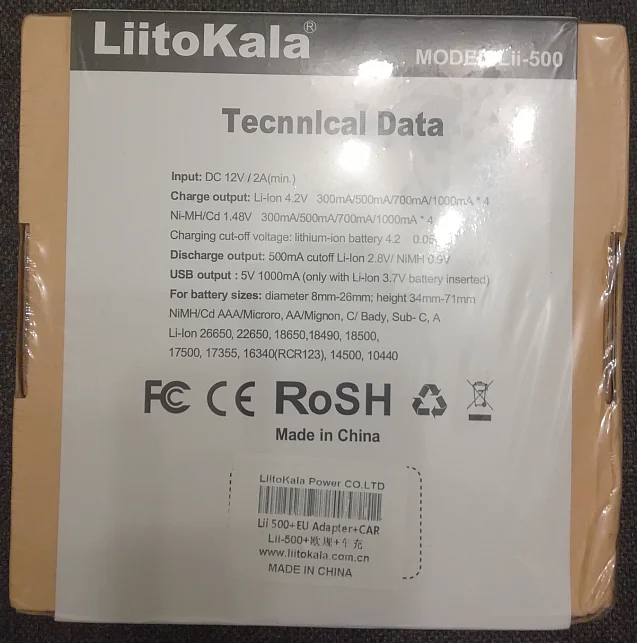 LiitoKala®
MODEL Lii-500
Tecnnlcal Data
Input: DC 12V / 2A(min.)
Charge output: Li-Ion 4.2V 300mA/500mA/700mA/1000mA * 4
Ni-MH/Cd 1.48V 300mA/500mA/700mA/1000mA * 4
Charging cut-off voltage: lithium-ion battery 4.2 0.05
Discharge output: 500mA cutoff Li-Ion 2.8V/ NiMH 0.9V
USB output : 5V 1000mA (only with Li-Ion 3.7V battery inserted)
For battery sizes: diameter 8mm-26mm; height 34mm-71mm
NiMH/Cd AAA/Microro, AA/Mignon, C/ Bady, Sub- C, A
Li-Ion 26650, 22650, 18650,18490, 18500,
17500, 17355, 16340(RCR123), 14500, 10440
FC CE RoSH
Made in China
LiitoKala Power CO.LTD
Lii 500+EU Adapter+CAR
Lii-500+欧规+车充
www.liitokala.com.cn
MADE IN CHINA